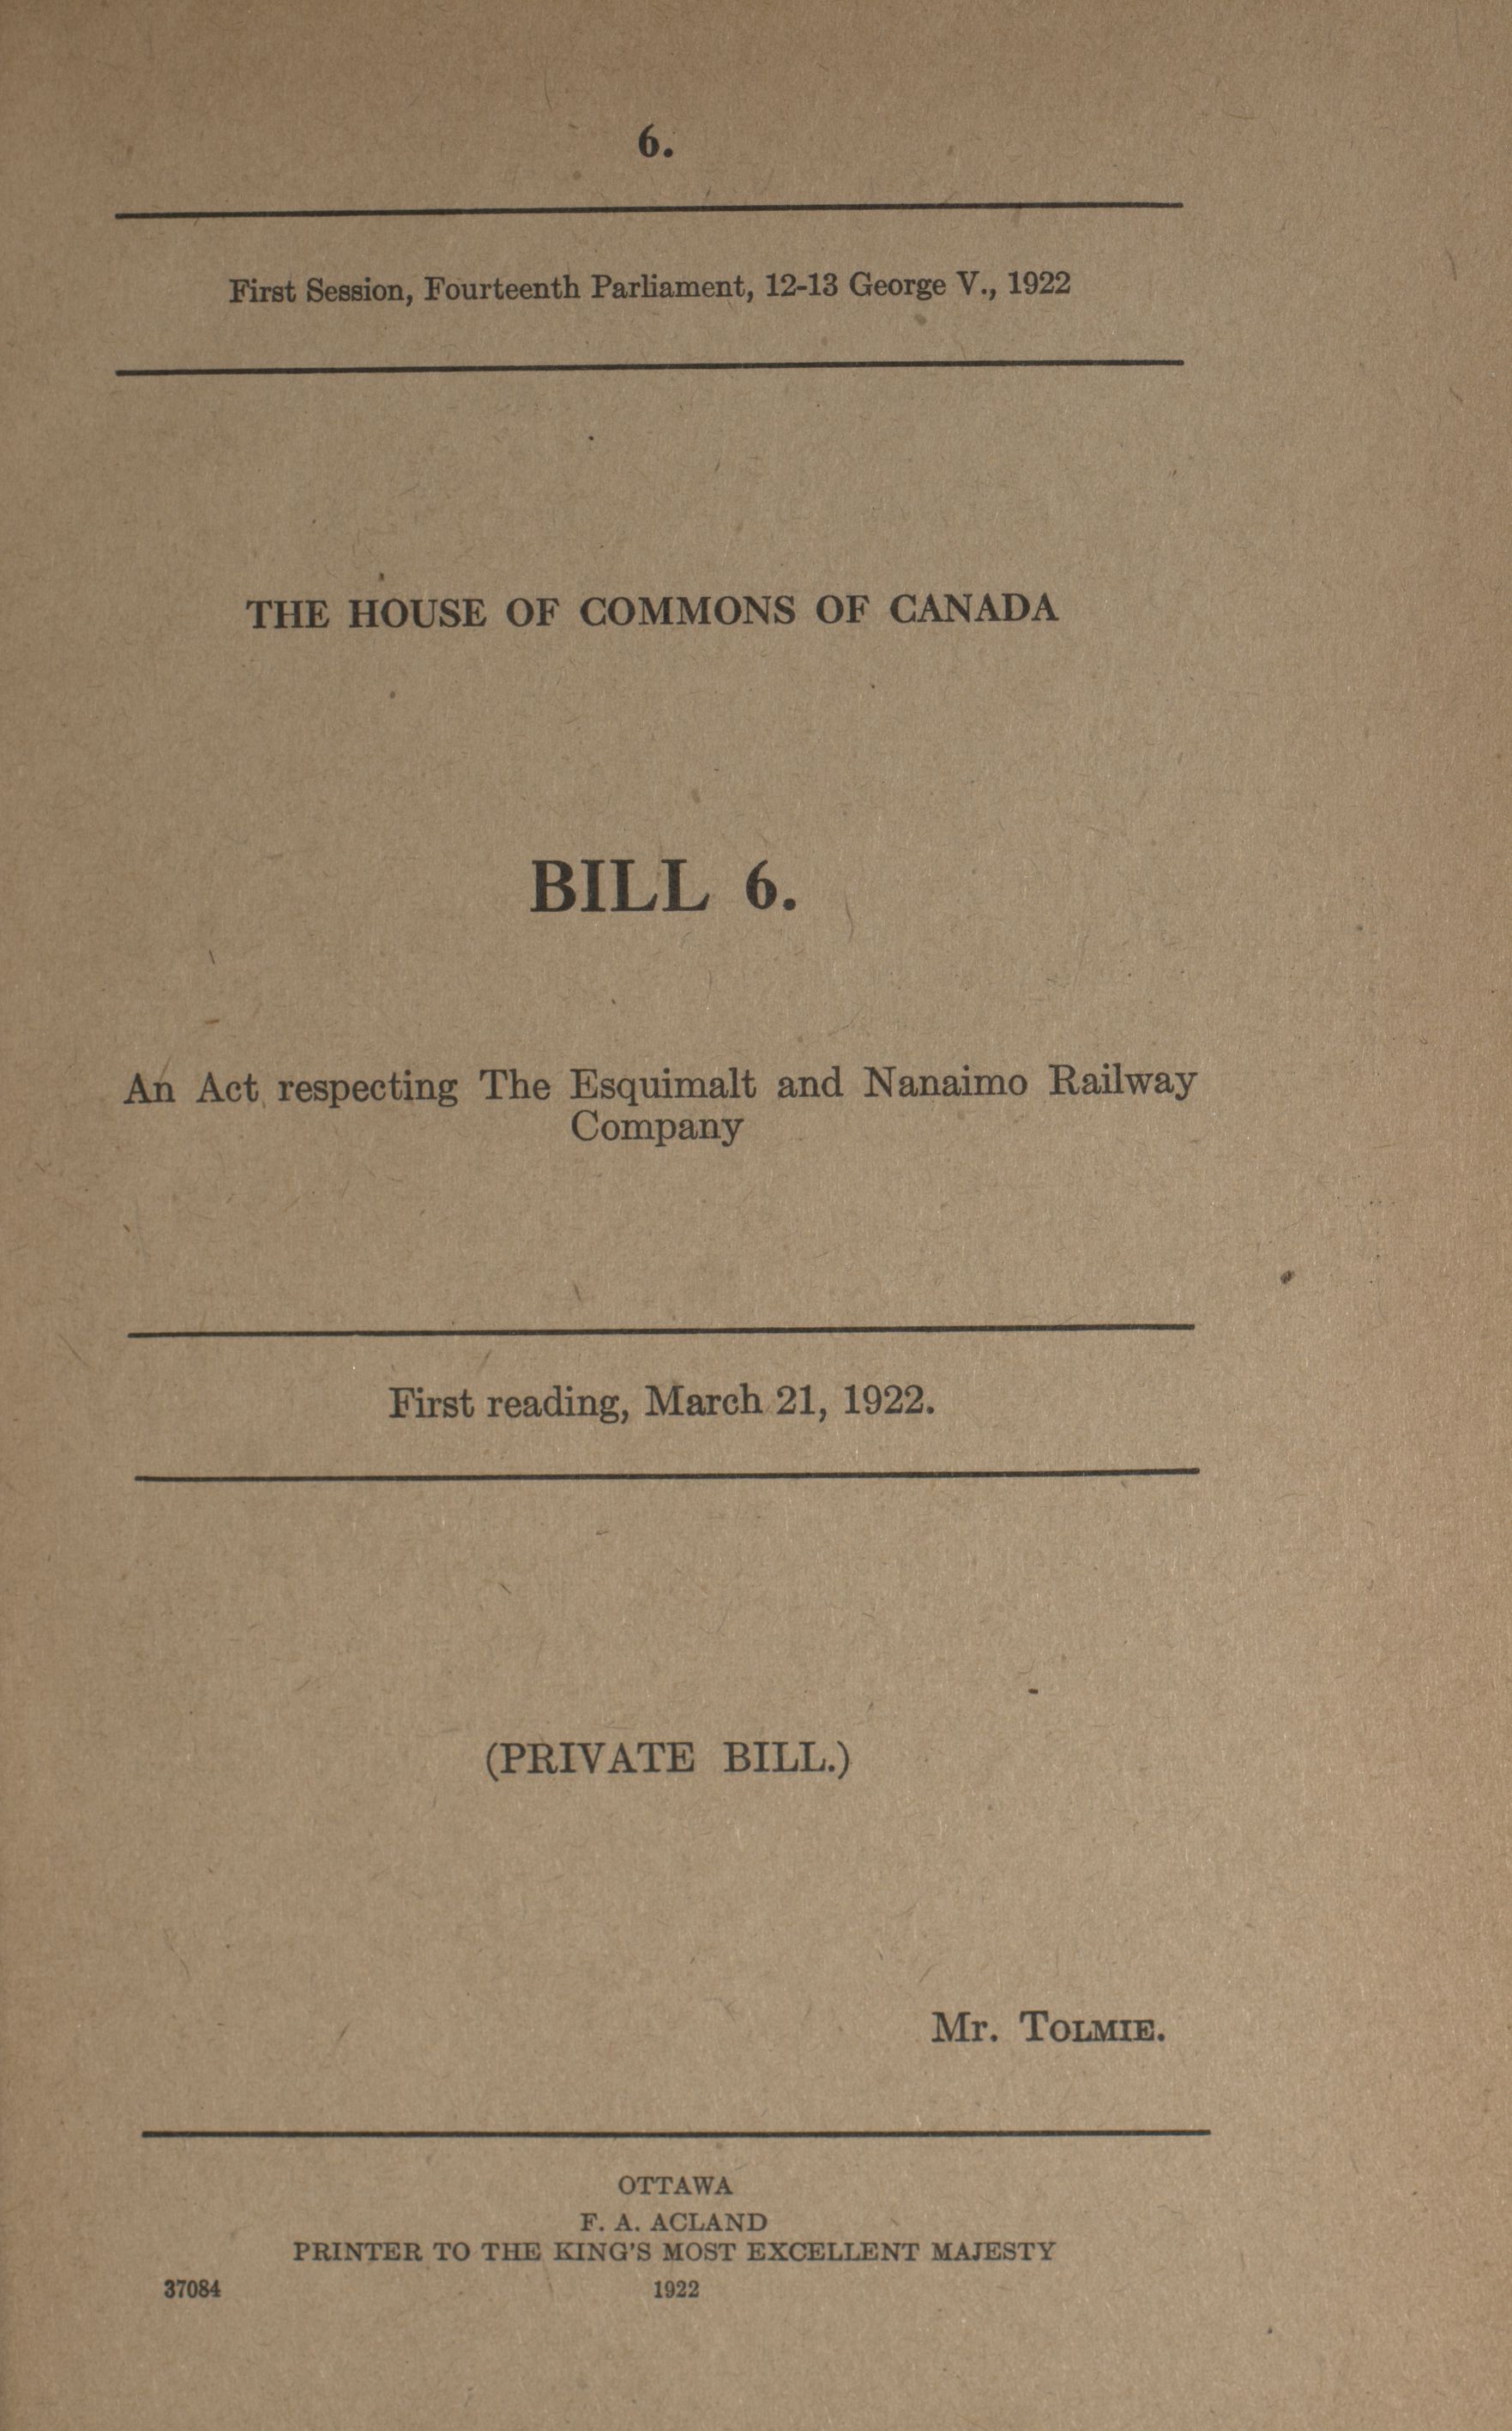 6.
First Session, Fourteenth Parliament, 12-13 George V., 1922
THE HOUSE OF COMMONS OF CANADA
BILL 6.
An Act respecting The Esquimalt and Nanaimo Railway
Company
First reading, March 21, 1922.
(PRIVATE BILL.)
Mr. TOLMIE.
OTTAWA
F. A. ACLAND
PRINTER TO THE KING'S MOST EXCELLENT MAJESTY
37084 1922